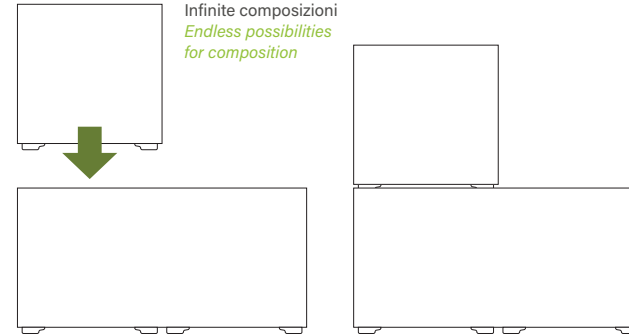 Infinite composizioni
Endless possibilities
for composition